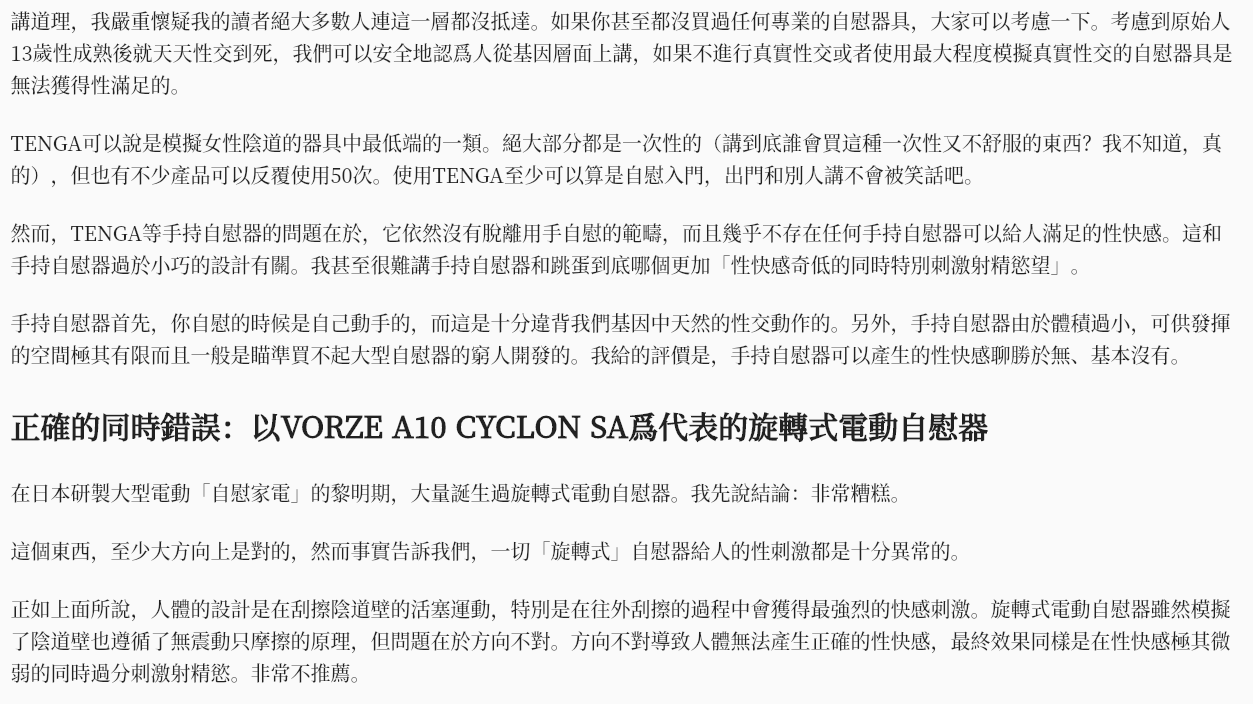 講道理，我嚴重懷疑我的讀者絕大多數人連這一層都沒抵達。如果你甚至都沒買過任何專業的自慰器具，大家可以考慮一下。考慮到原始人
13歲性成熟後就天天性交到死，我們可以安全地認爲人從基因層面上講，如果不進行真實性交或者使用最大程度模擬真實性交的自慰器具是
無法獲得性滿足的。
TENGA可以說是模擬女性陰道的器具中最低端的一類。絕大部分都是一次性的（講到底誰會買這種一次性又不舒服的東西？我不知道，真
的），但也有不少產品可以反覆使用50次。使用TENGA至少可以算是自慰入門，出門和別人講不會被笑話吧。
然而，TENGA等手持自慰器的問題在於，它依然沒有脫離用手自慰的範疇，而且幾乎不存在任何手持自慰器可以給人滿足的性快感。這和
手持自慰器過於小巧的設計有關。我甚至很難講手持自慰器和跳蛋到底哪個更加「性快感奇低的同時特別刺激射精慾望」。
手持自慰器首先，你自慰的時候是自己動手的，而這是十分違背我們基因中天然的性交動作的。另外，手持自慰器由於體積過小，可供發揮
的空間極其有限而且一般是瞄準買不起大型自慰器的窮人開發的。我給的評價是，手持自慰器可以產生的性快感聊勝於無、基本沒有。
正確的同時錯誤：以VORZE A10 CYCLON SA爲代表的旋轉式電動自慰器
在日本研製大型電動「自慰家電」的黎明期，大量誕生過旋轉式電動自慰器。我先說結論：非常糟糕。
這個東西，至少大方向上是對的，然而事實告訴我們，一切「旋轉式」自慰器給人的性刺激都是十分異常的。
正如上面所說，人體的設計是在刮擦陰道壁的活塞運動，特別是在往外刮擦的過程中會獲得最強烈的快感刺激。旋轉式電動自慰器雖然模擬
了陰道壁也遵循了無震動只摩擦的原理，但問題在於方向不對。方向不對導致人體無法產生正確的性快感，最終效果同樣是在性快感極其微
弱的同時過分刺激射精慾。非常不推薦。